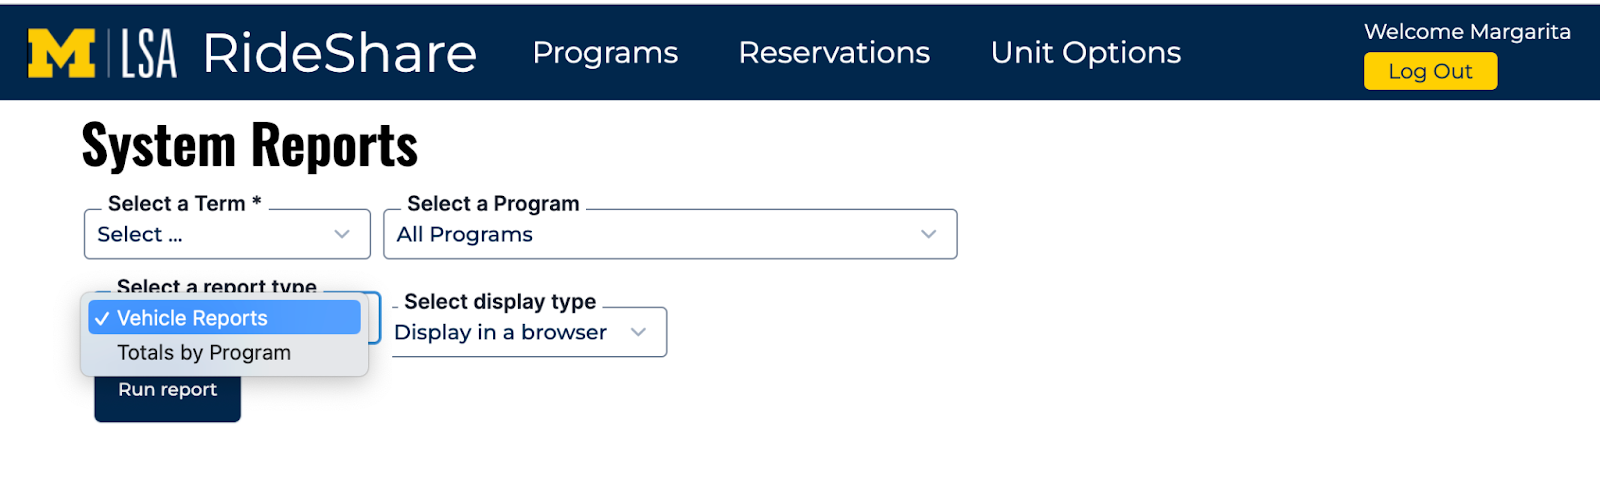 M LSA RideShare Programs Reservations Unit Options Welcome Margarita
Log Out
System Reports
Select a Term * Select a Program
Select ... All Programs
Select a report type Select display type
✓ Vehicle Reports Display in a browser
Totals by Program
Run report